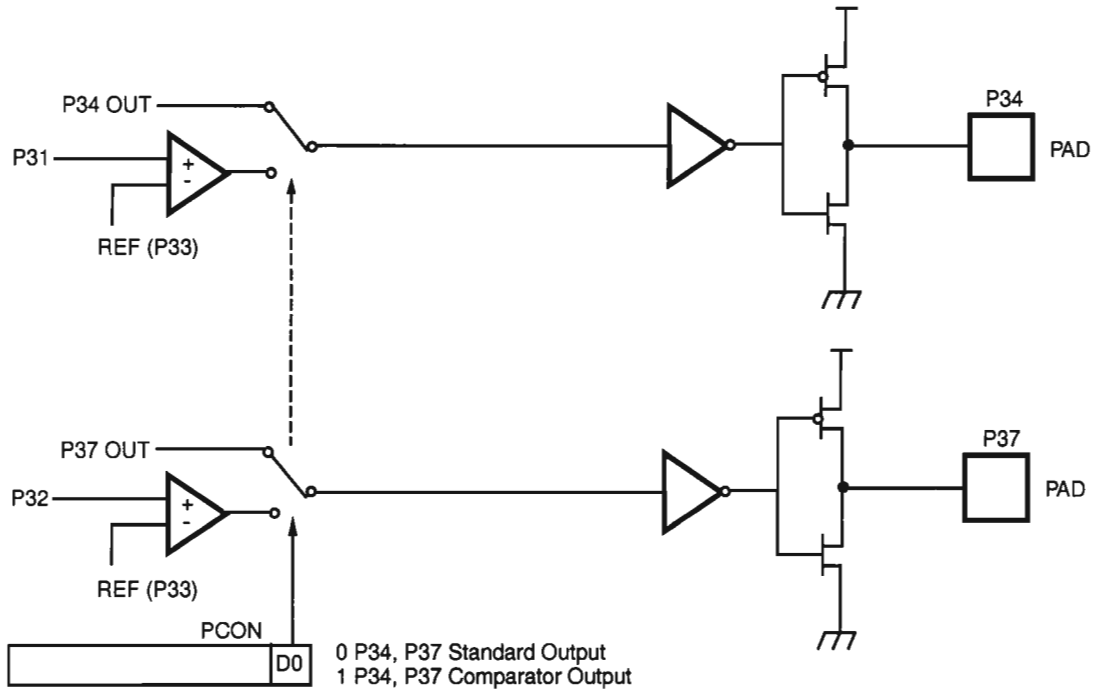 P34 OUT
P34
P31
+
-
PAD
REF (P33)
P37 OUT
P37
P32
+
-
PAD
REF (P33)
PCON
D0
0 P34, P37 Standard Output
1 P34, P37 Comparator Output